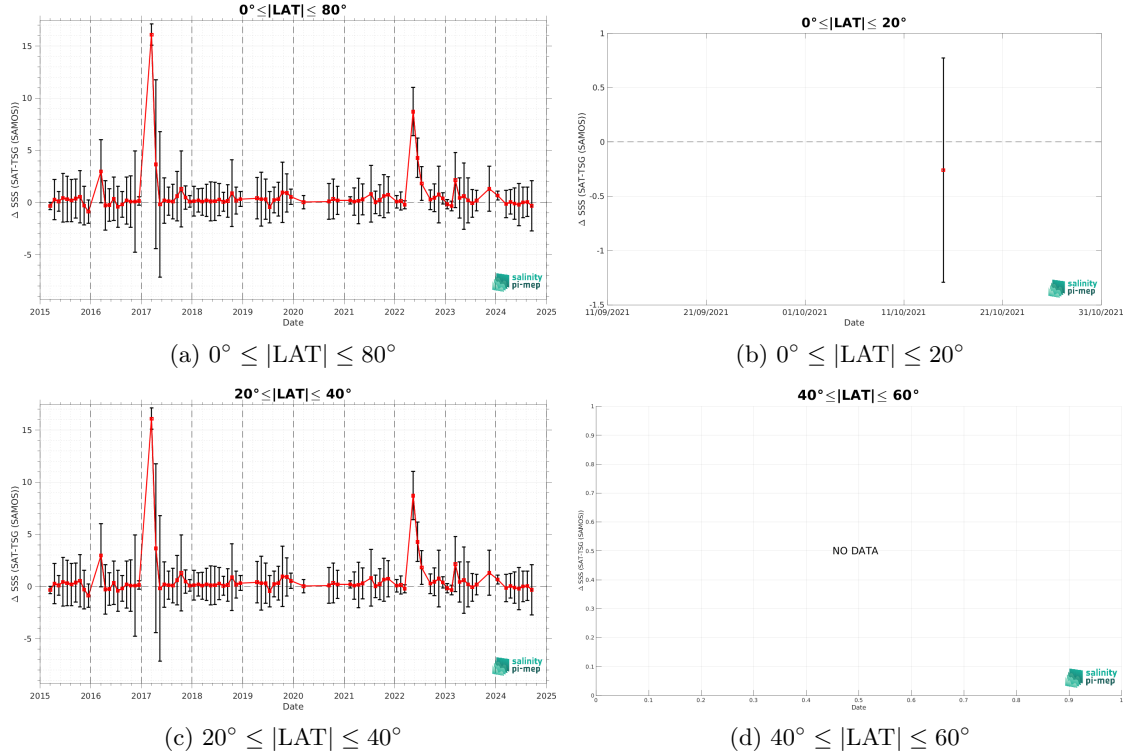 0°≤|LAT|≤ 80°
Δ SSS (SAT-TSG (SAMOS))
15
10
5
0
-5
2015 2016 2017 2018 2019 2020 2021 2022 2023 2024 2025
Date
salinity
pi-mep
(a) 0° ≤ |LAT| ≤ 80°
0°≤|LAT|≤ 20°
Δ SSS (SAT-TSG (SAMOS))
1
0.5
0
-0.5
-1
-1.5
11/09/2021 21/09/2021 01/10/2021 11/10/2021 21/10/2021 31/10/2021
Date
salinity
pi-mep
(b) 0° ≤ |LAT| ≤ 20°
20°≤|LAT|≤ 40°
Δ SSS (SAT-TSG (SAMOS))
15
10
5
0
-5
2015 2016 2017 2018 2019 2020 2021 2022 2023 2024 2025
Date
salinity
pi-mep
(c) 20° ≤ |LAT| ≤ 40°
40°≤|LAT|≤ 60°
Δ SSS (SAT-TSG (SAMOS))
1
0.9
0.8
0.7
0.6
0.5
0.4
0.3
0.2
0.1
0
NO DATA
0 0.1 0.2 0.3 0.4 0.5 0.6 0.7 0.8 0.9 1
Date
salinity
pi-mep
(d) 40° ≤ |LAT| ≤ 60°